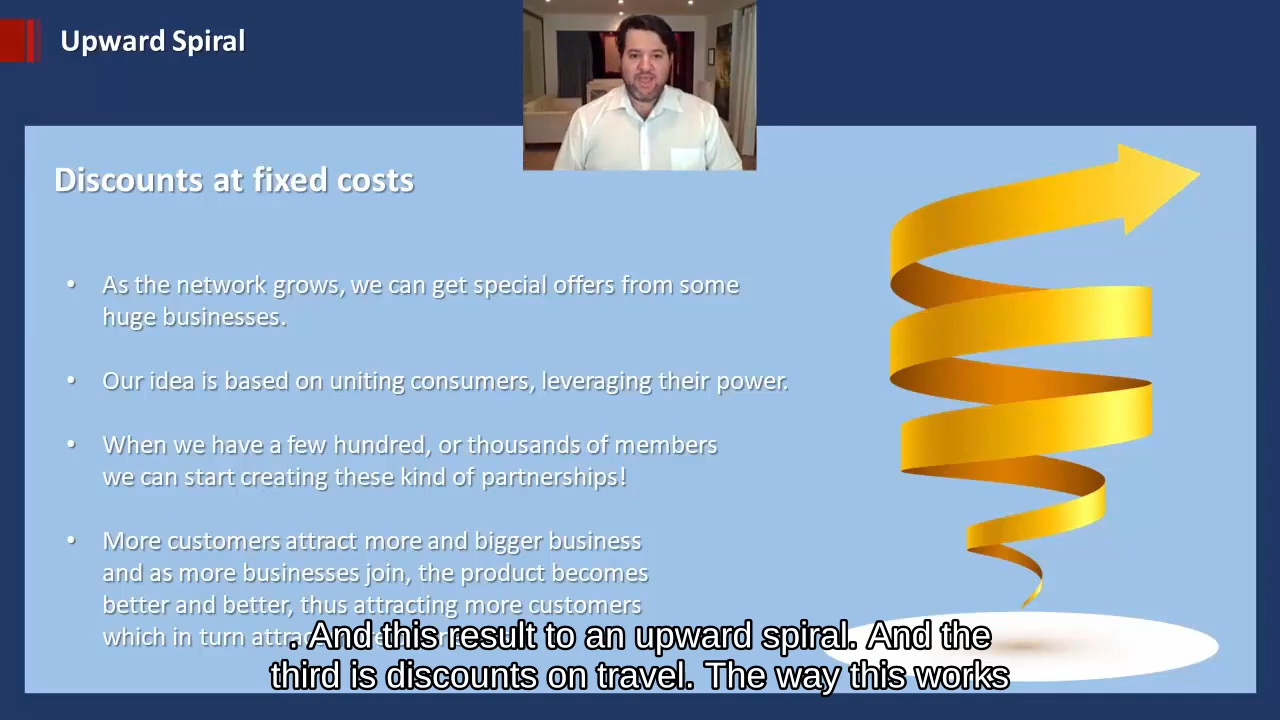 Upward Spiral
Discounts at fixed costs
• As the network grows, we can get special offers from some
huge businesses.
• Our idea is based on uniting consumers, leveraging their power.
• When we have a few hundred, or thousands of members
we can start creating these kind of partnerships!
• More customers attract more and bigger business
and as more businesses join, the product becomes
better and better, thus attracting more customers
which in turn
. And this result to an upward spiral. And the
third is discounts on travel. The way this works